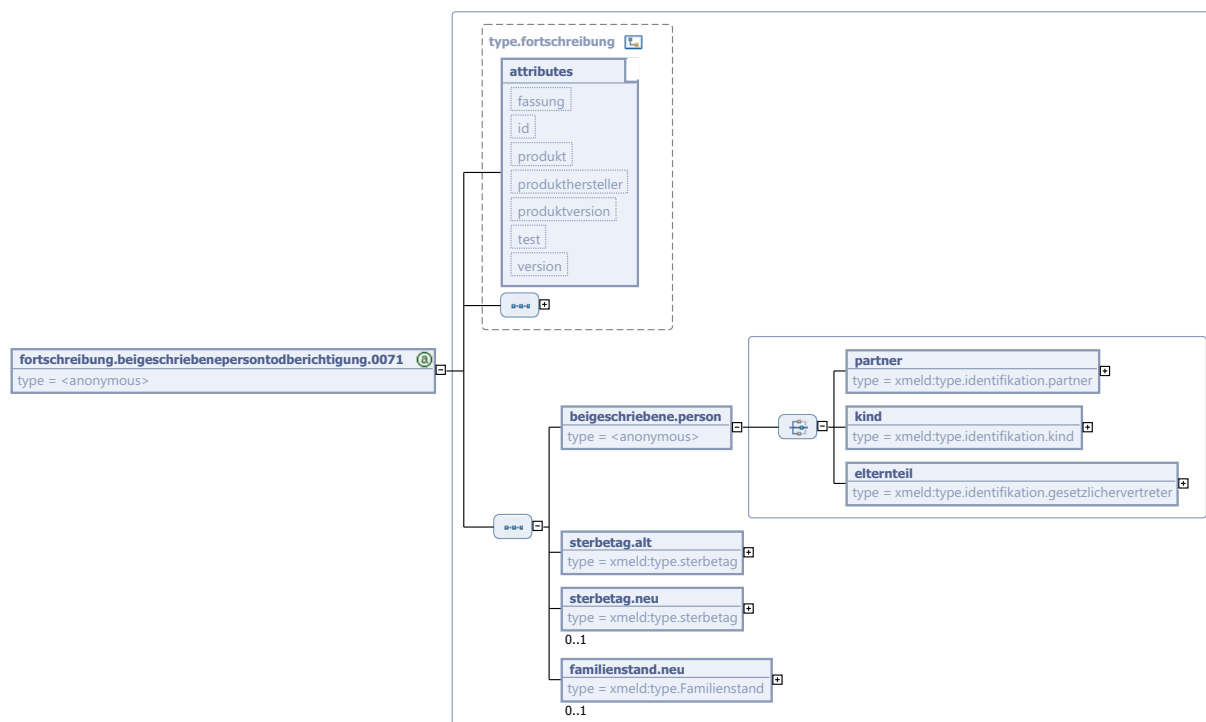 type.fortschreibung
attributes
fassung
id
produkt
produkthersteller
produktversion
test
version
fortschreibung.beigeschriebenepersontodberichtigung.0071 @
type = <anonymous>
beigeschriebene.person
type = <anonymous>
partner
type = xmeld:type.identifikation.partner
kind
type = xmeld:type.identifikation.kind
elternteil
type = xmeld:type.identifikation.gesetzlichervertreter
sterbetag.alt
type = xmeld:type.sterbetag
sterbetag.neu
type = xmeld:type.sterbetag
0..1
familienstand.neu
type = xmeld:type.Familienstand
0..1